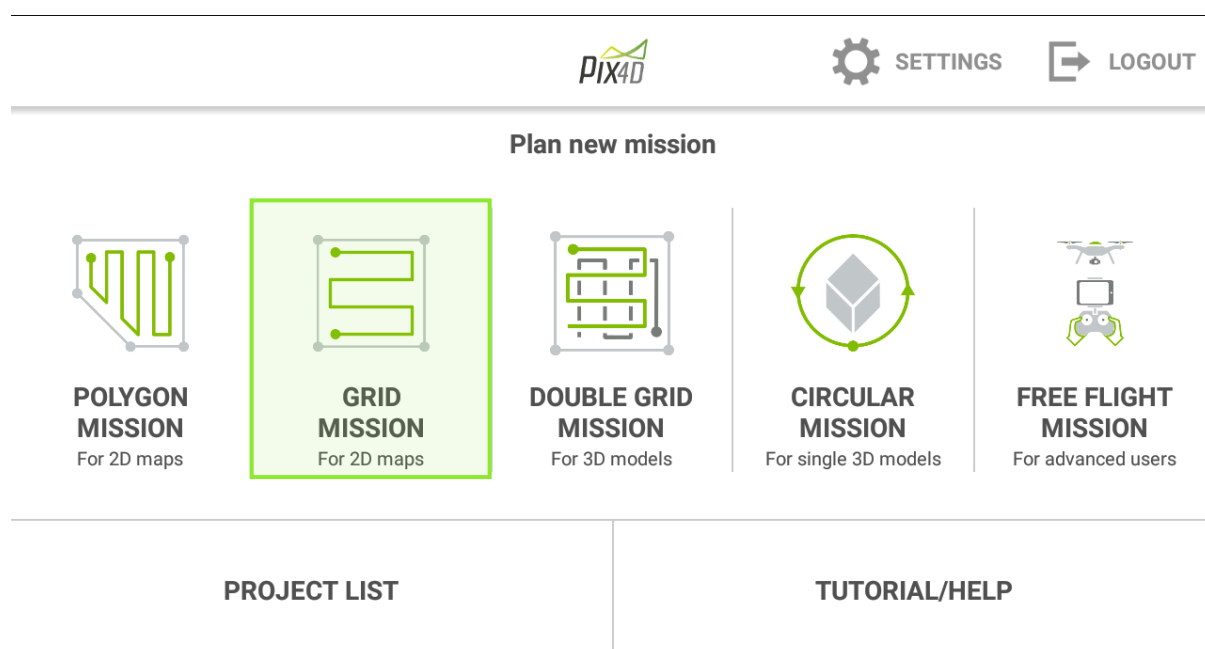 PIX4D
SETTINGS
LOGOUT
Plan new mission
POLYGON
MISSION
For 2D maps
GRID
MISSION
For 2D maps
DOUBLE GRID
MISSION
For 3D models
CIRCULAR
MISSION
For single 3D models
FREE FLIGHT
MISSION
For advanced users
PROJECT LIST
TUTORIAL/HELP